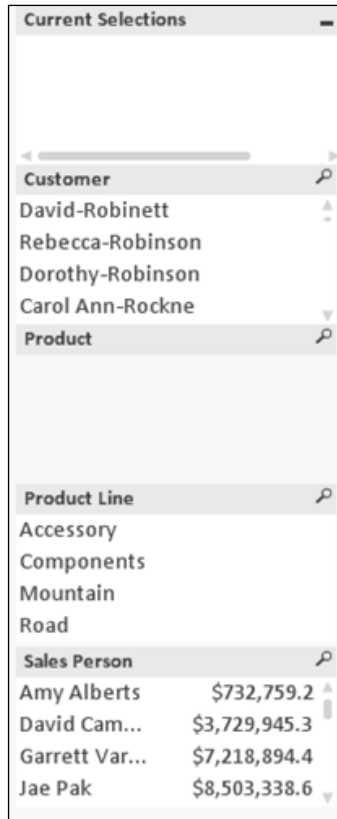 Current Selections
Customer
David-Robinett
Rebecca-Robinson
Dorothy-Robinson
Carol Ann-Rockne
Product
Product Line
Accessory
Components
Mountain
Road
Sales Person
Amy Alberts $732,759.2
David Cam... $3,729,945.3
Garrett Var... $7,218,894.4
Jae Pak $8,503,338.6